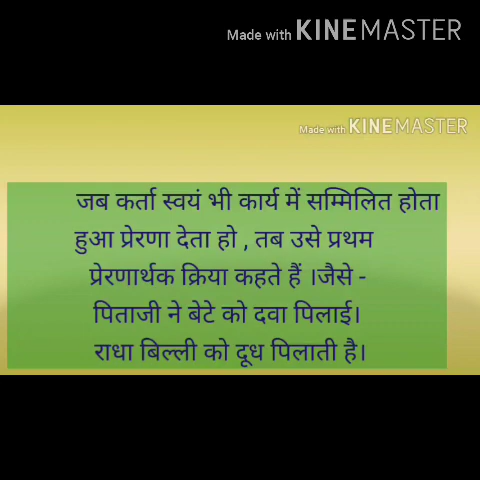 Made with KINEMASTER
Made with KINEMASTER
जब कर्ता स्वयं भी कार्य में सम्मिलित होता
हुआ प्रेरणा देता हो , तब उसे प्रथम
प्रेरणार्थक क्रिया कहते हैं ।जैसे -
पिताजी ने बेटे को दवा पिलाई।
राधा बिल्ली को दूध पिलाती है।